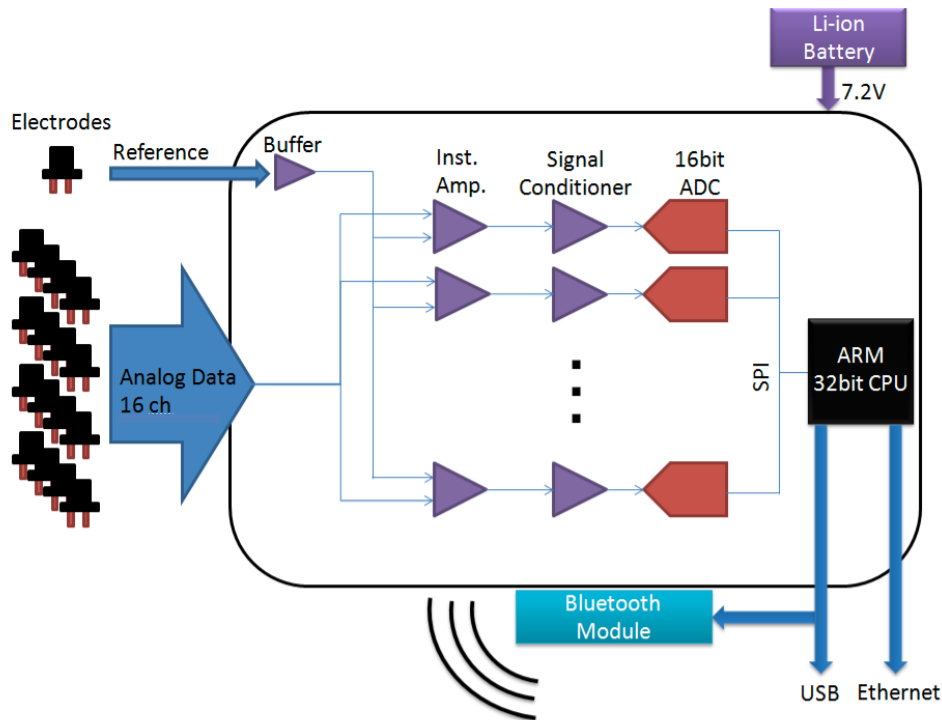 Li-ion
Battery
7.2V
Electrodes
Reference
Buffer
Inst.
Amp.
Signal
Conditioner
16bit
ADC
Analog Data
16 ch
SPI
ARM
32bit CPU
Bluetooth
Module
USB
Ethernet